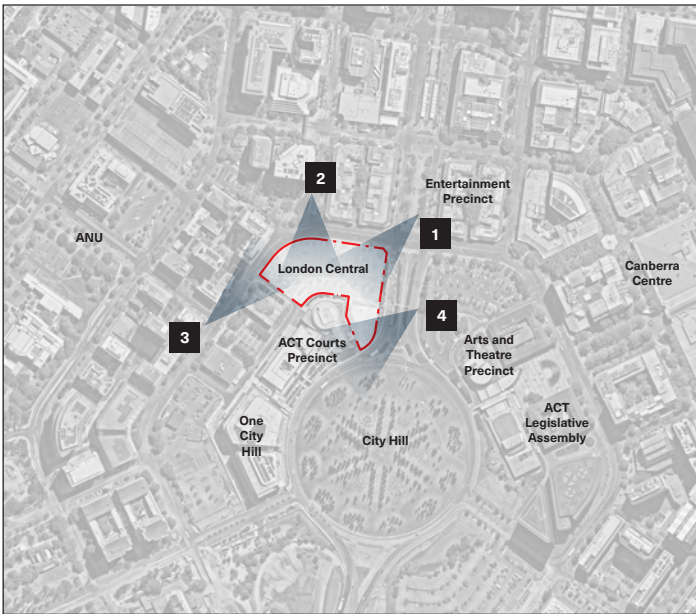 2
Entertainment
Precinct
1
ANU
Canberra
Centre
London Central
4
3
ACT Courts
Precinct
Arts and
Theatre
Precinct
One
City
Hill
City Hill
ACT
Legislative
Assembly